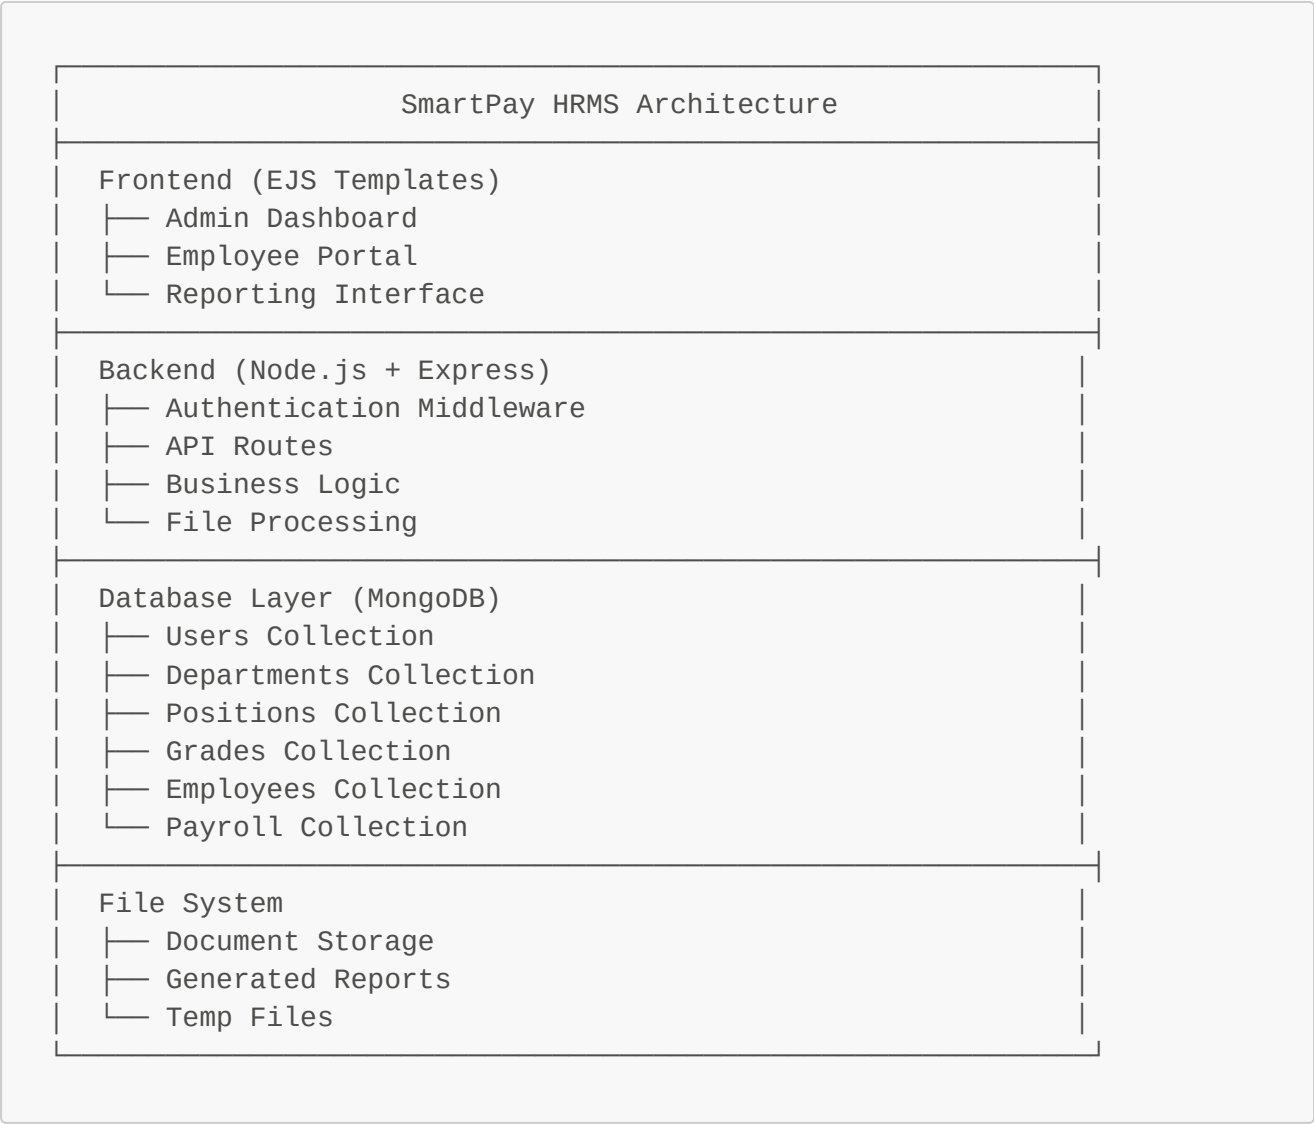 SmartPay HRMS Architecture
Frontend (EJS Templates)
├── Admin Dashboard
├── Employee Portal
└── Reporting Interface
Backend (Node.js + Express)
├── Authentication Middleware
├── API Routes
├── Business Logic
└── File Processing
Database Layer (MongoDB)
├── Users Collection
├── Departments Collection
├── Positions Collection
├── Grades Collection
├── Employees Collection
└── Payroll Collection
File System
├── Document Storage
├── Generated Reports
└── Temp Files